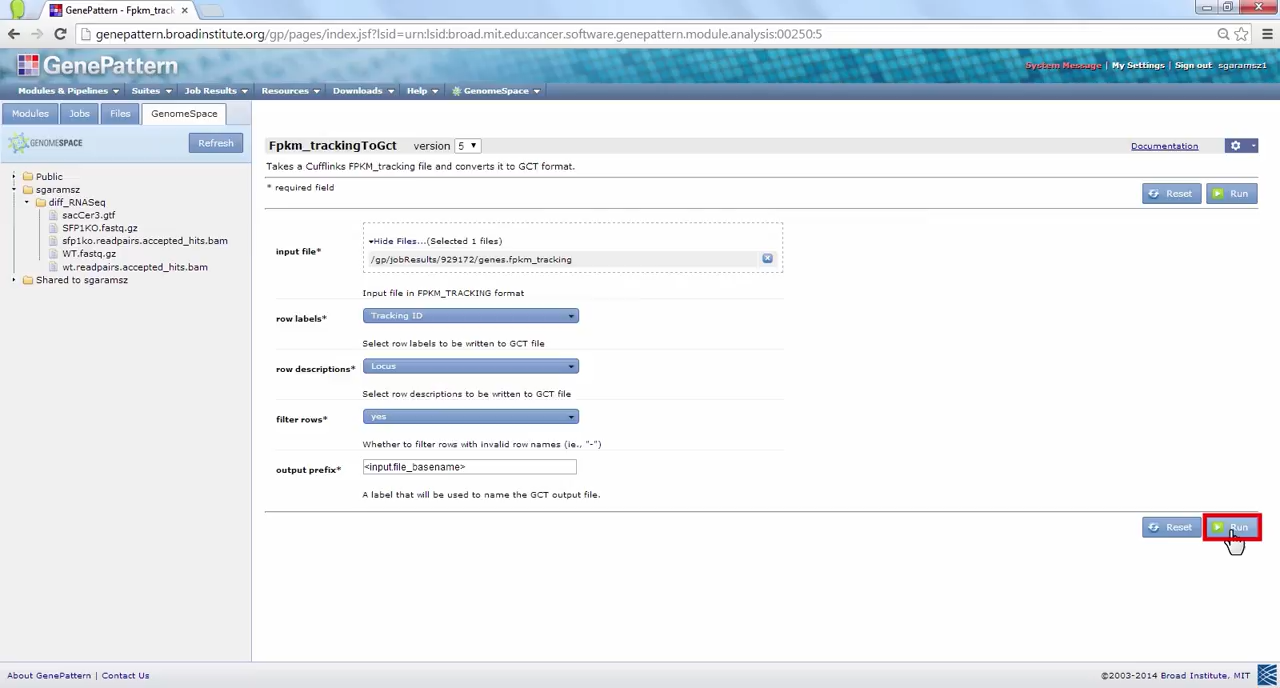 GenePattern - Fpkm_track
genepattern.broadinstitute.org/gp/pages/index.jsf?lsid=urn:lsid:broad.mit.edu:cancer.software.genepattern.module.analysis:00250:5
GenePattern
System Message | My Settings | Sign out sgaramsz1
Modules & Pipelines Suites Job Results Resources Downloads Help GenomeSpace
Modules Jobs Files GenomeSpace
GENOMESPACE Refresh
Public
sgaramsz
diff_RNASeq
sacCer3.gtf
SFP1KO.fastq.gz
sfp1ko.readpairs.accepted_hits.bam
WT.fastq.gz
wt.readpairs.accepted_hits.bam
Shared to sgaramsz
Fpkm_trackingToGct version 5
Documentation
Takes a Cufflinks FPKM_tracking file and converts it to GCT format.
* required field
Reset Run
input file*
Hide Files...(Selected 1 files)
/gp/jobResults/929172/genes.fpkm_tracking
Input file in FPKM_TRACKING format
row labels* Tracking ID
Select row labels to be written to GCT file
row descriptions* Locus
Select row descriptions to be written to GCT file
filter rows* yes
Whether to filter rows with invalid row names (ie., "-")
output prefix* <input.file_basename>
A label that will be used to name the GCT output file.
Reset Run
About GenePattern | Contact Us
©2003-2014 Broad Institute, MIT